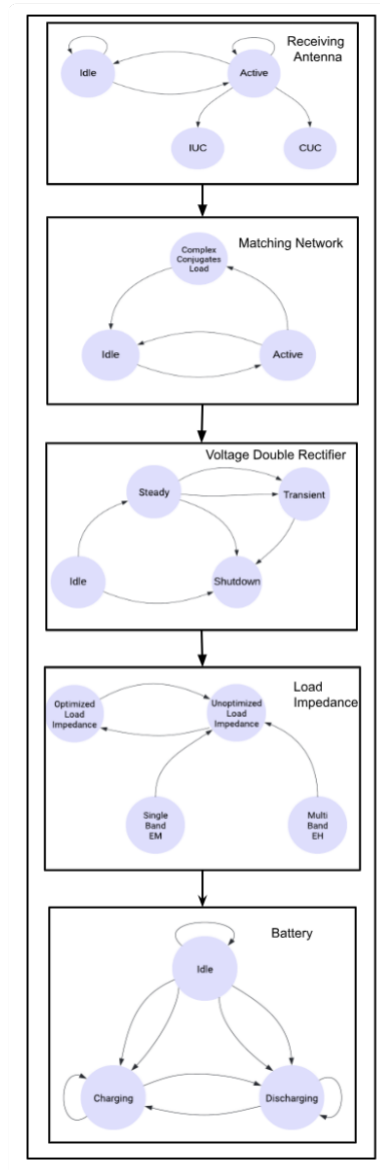 Receiving
Antenna
Idle
Active
IUC
CUC
Matching Network
Complex
Conjugates
Load
Idle
Active
Voltage Double Rectifier
Steady
Transient
Idle
Shutdown
Load
Impedance
Optimized
Load
Impedance
Unoptimized
Load
Impedance
Single
Band
EM
Multi
Band
EH
Battery
Idle
Charging
Discharging